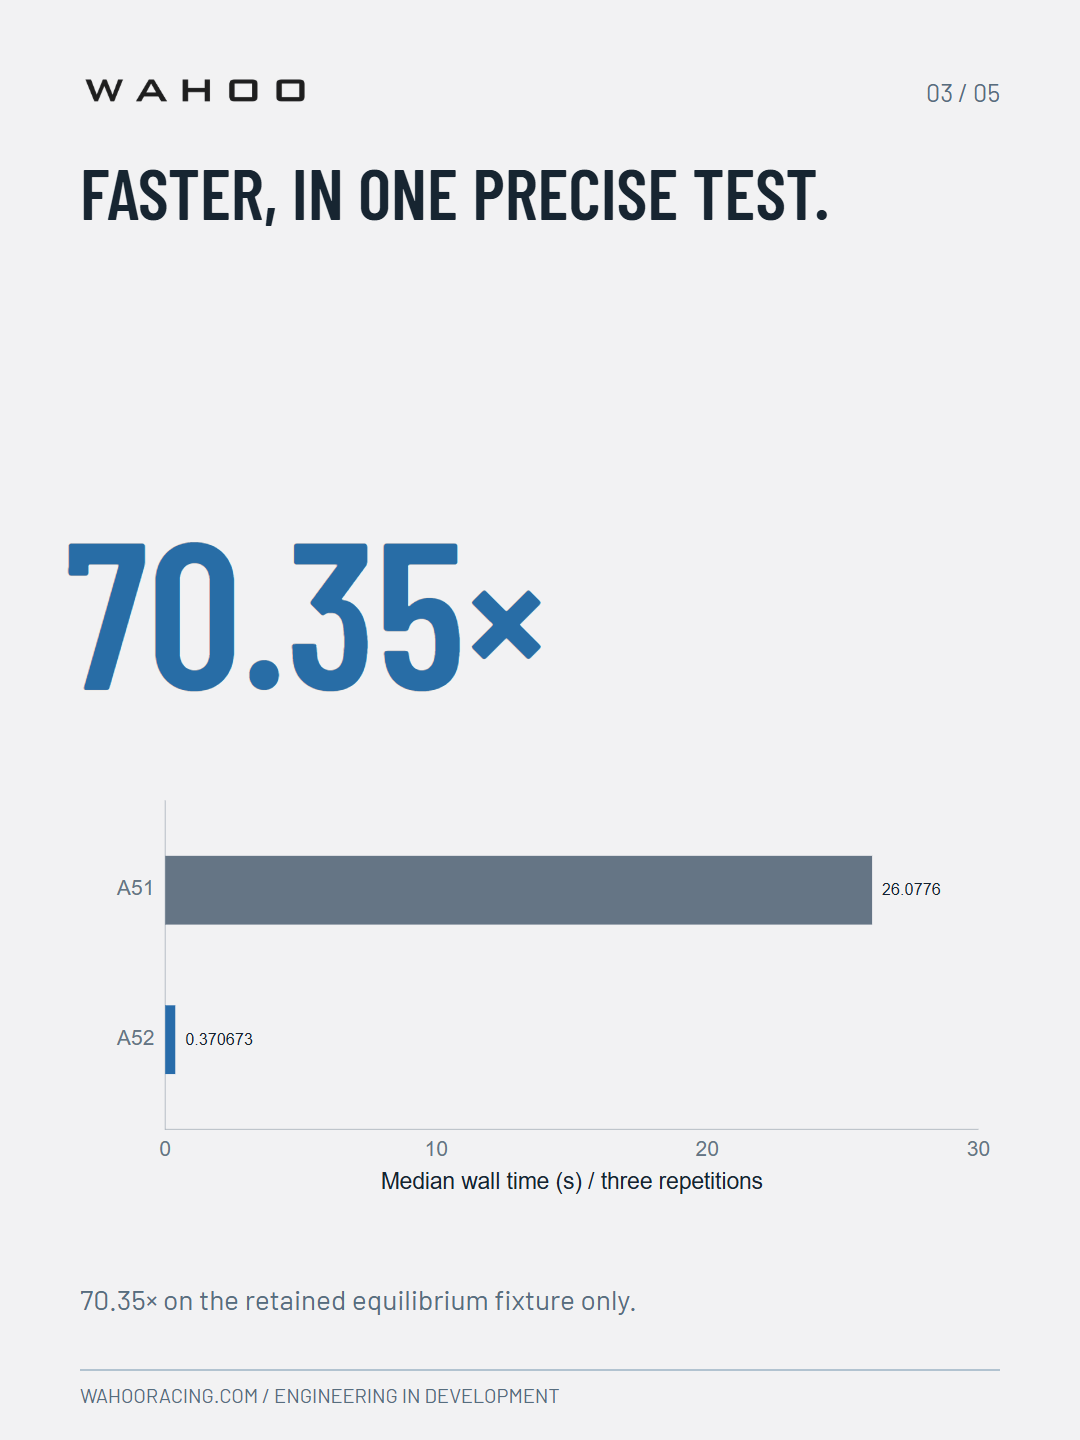 WAHOO
03 / 05
FASTER, IN ONE PRECISE TEST.
70.35×
A51
26.0776
A52
0.370673
0 10 20 30
Median wall time (s) / three repetitions
70.35× on the retained equilibrium fixture only.
WAHOORACING.COM / ENGINEERING IN DEVELOPMENT